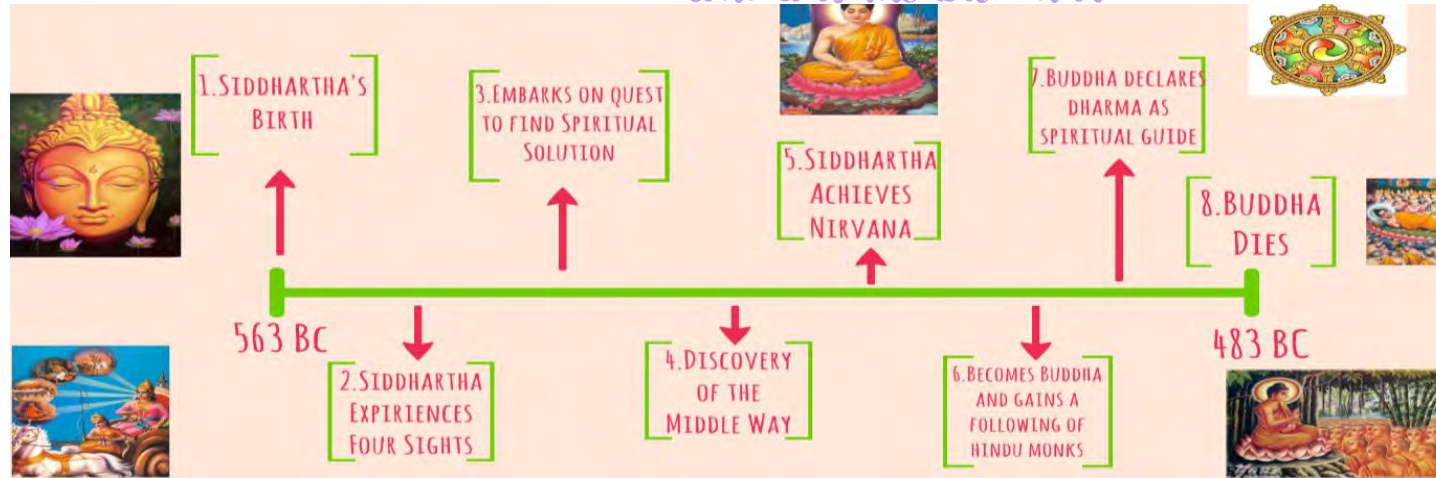 1.Siddhartha's
Birth
3.Embarks on quest
to find Spiritual
Solution
5.Siddhartha
Achieves
Nirvana
7.Buddha declares
dharma as
spiritual guide
8.Buddha
Dies
563 Bc
483 BC
2.Siddhartha
Expiriences
Four Sights
4.Discovery
of the
Middle Way
6.Becomes Buddha
and gains a
following of
hindu monks